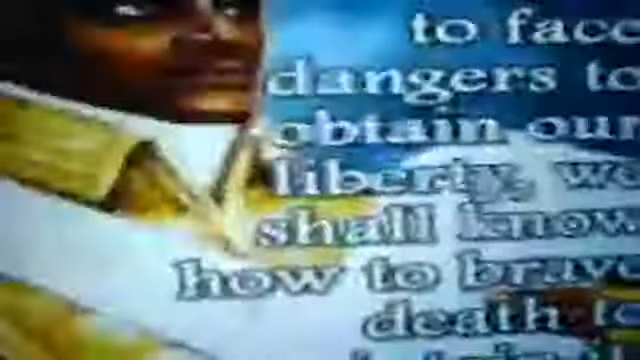 to face
dangers to
obtain our
liberty, we
shall know
how to brave
death to